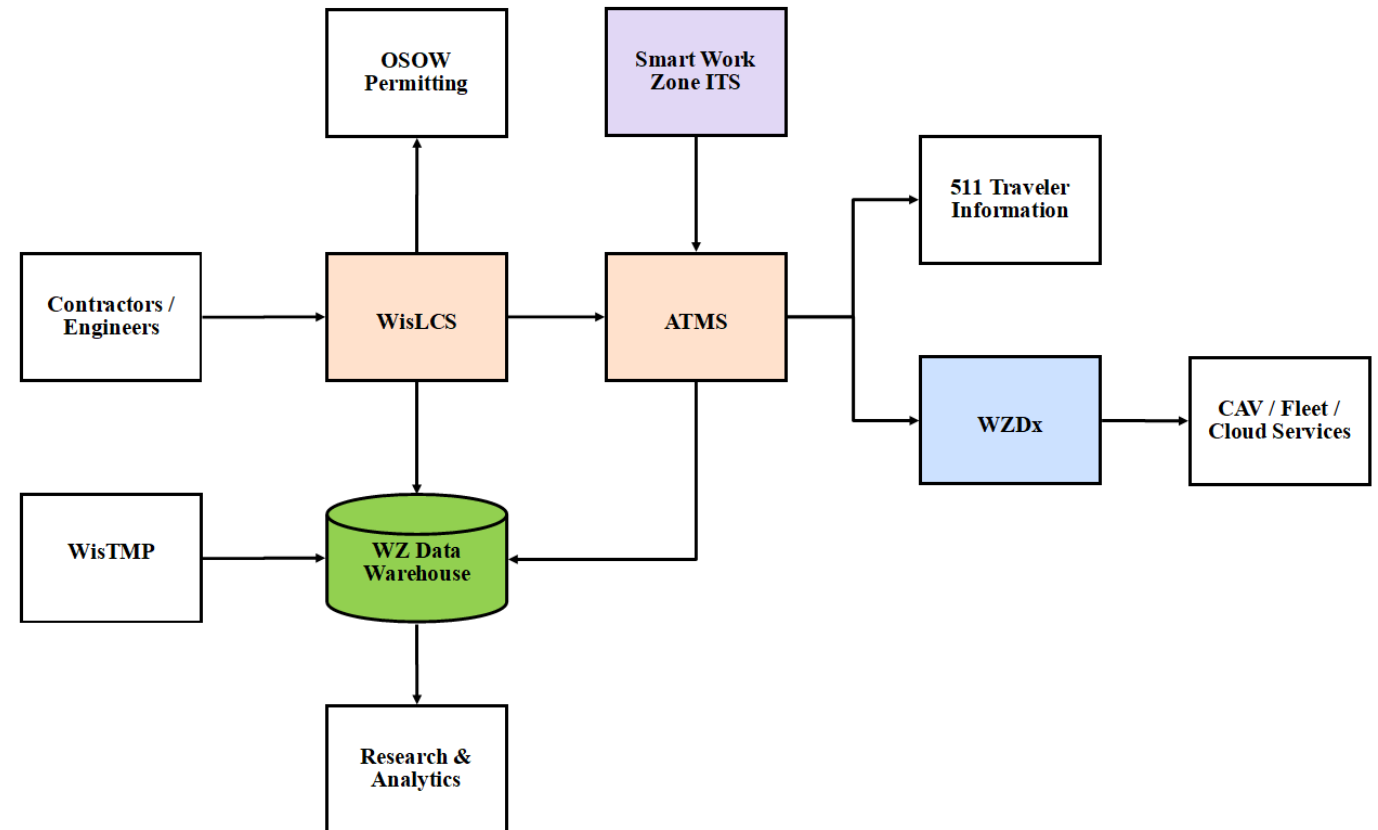 OSOW
Permitting
Smart Work
Zone ITS
511 Traveler
Information
Contractors /
Engineers
WisLCS
ATMS
WZDx
CAV / Fleet /
Cloud Services
WisTMP
WZ Data
Warehouse
Research &
Analytics